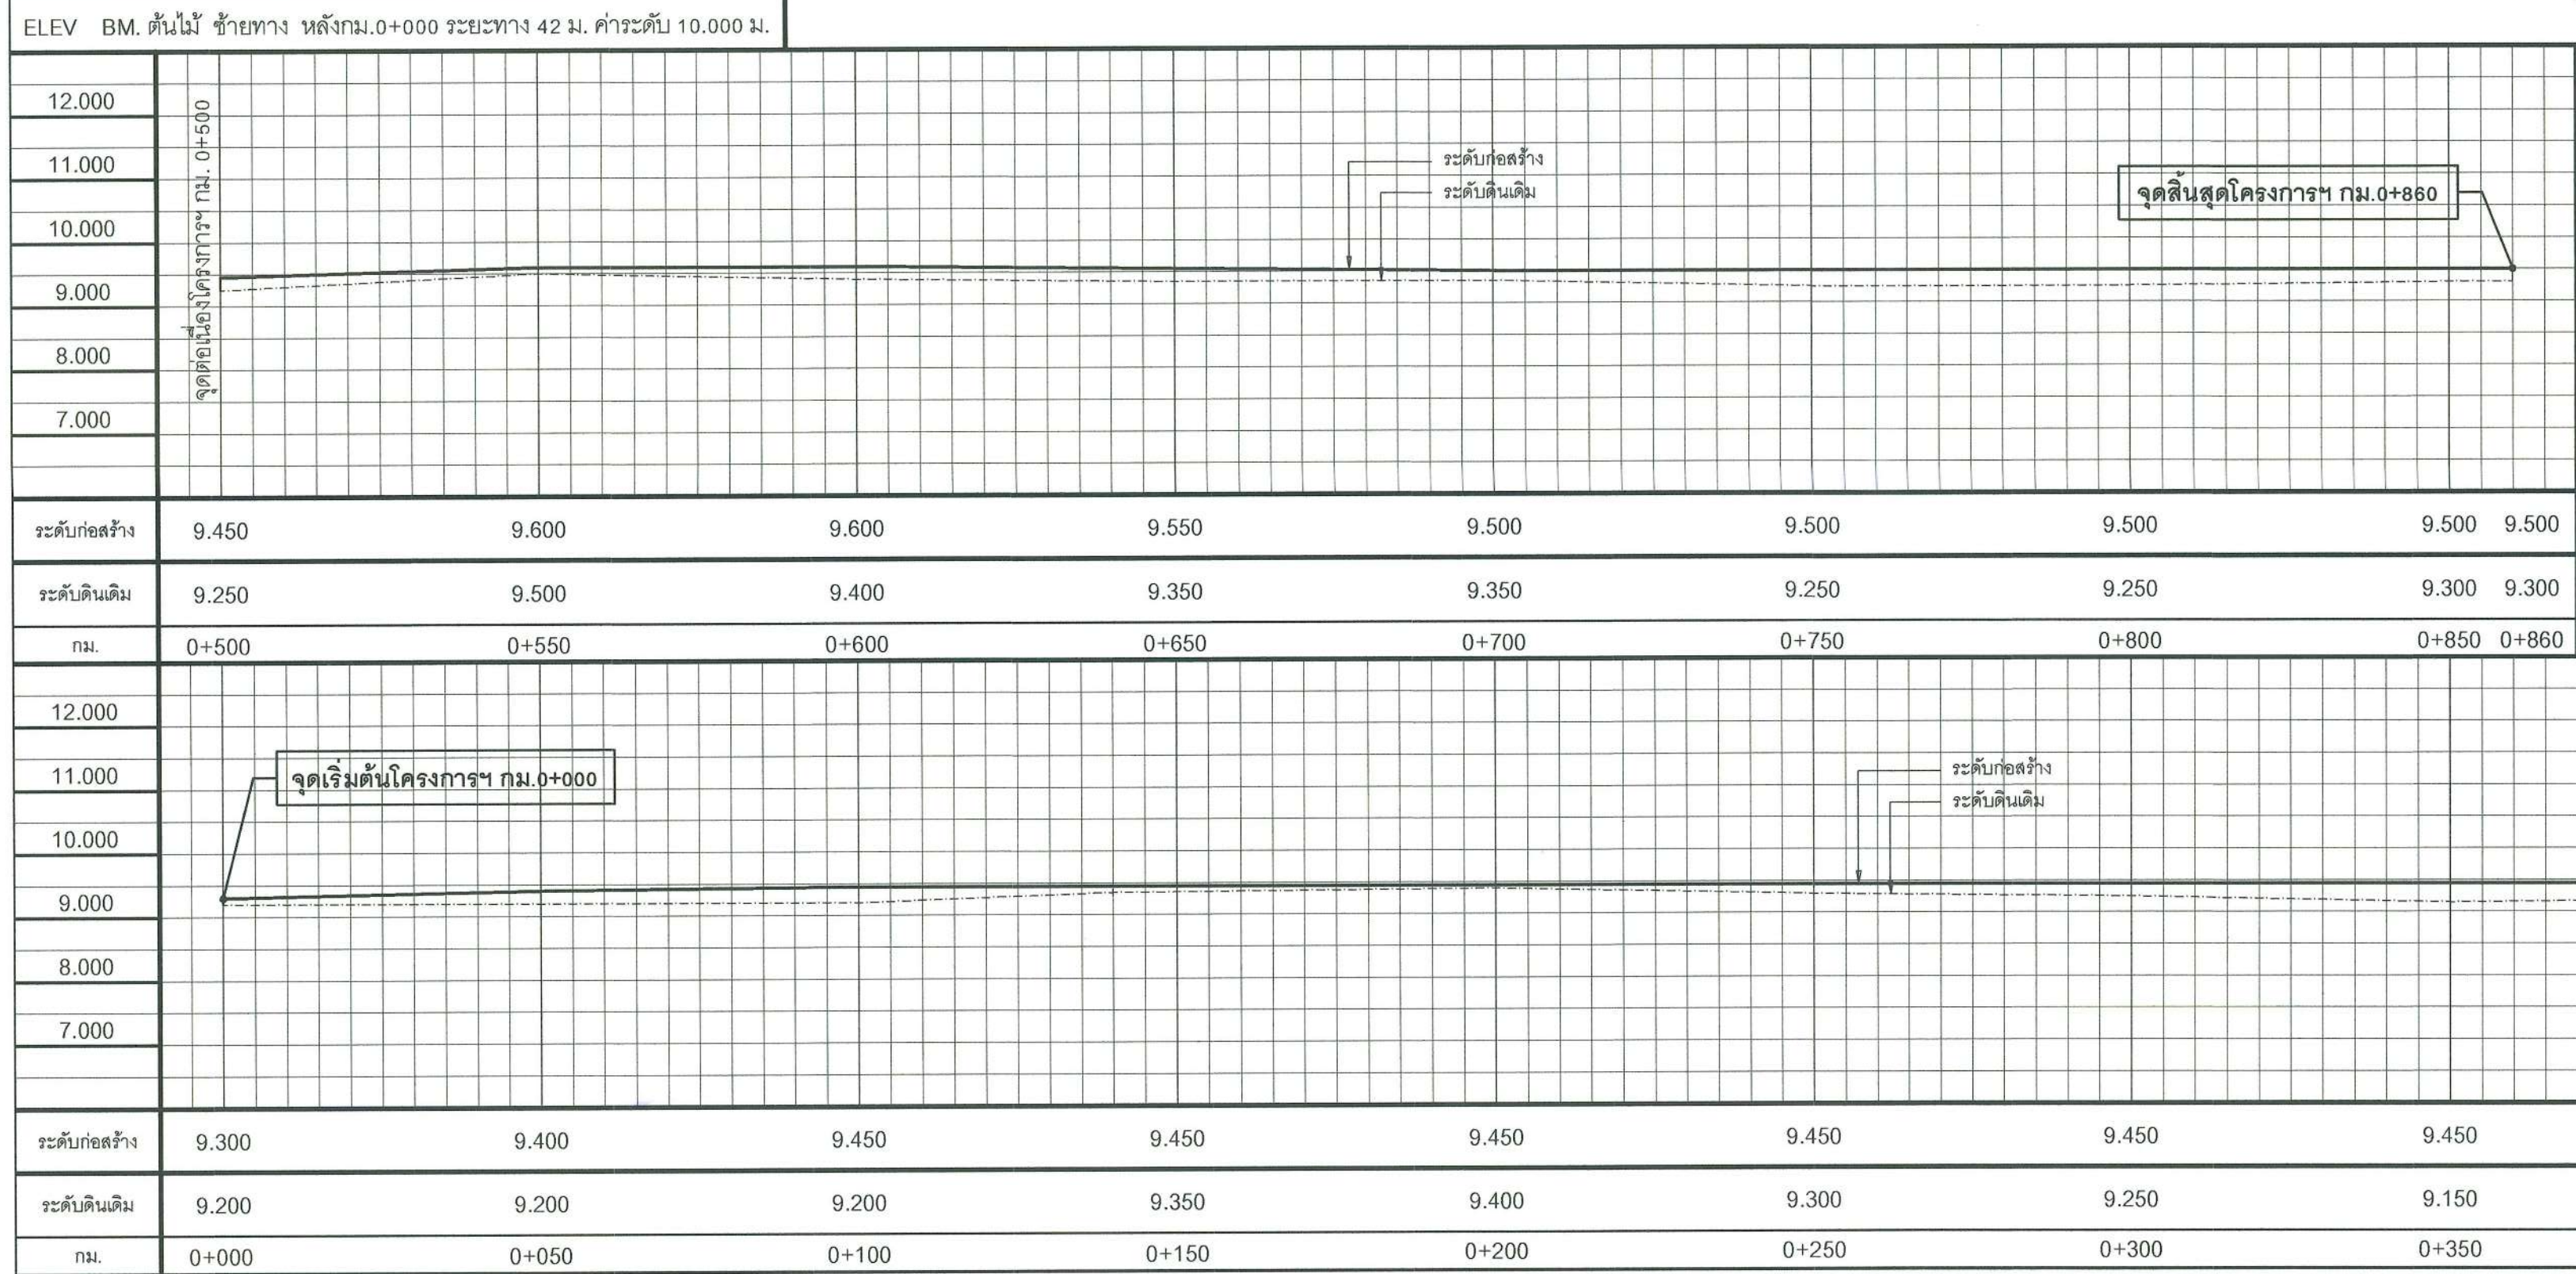 ELEV BM. ต้นไม้ ซ้ายทาง หลังกม.0+000 ระยะทาง 42 ม. ค่าระดับ 10.000 ม.
12.000
11.000
10.000
9.000
8.000
7.000
จุดต่อเนื่องโครงการฯ กม. 0+500
ระดับก่อสร้าง
ระดับดินเดิม
จุดสิ้นสุดโครงการฯ กม.0+860
ระดับก่อสร้าง 9.450 9.600 9.600 9.550 9.500 9.500 9.500 9.500 9.500
ระดับดินเดิม 9.250 9.500 9.400 9.350 9.350 9.250 9.250 9.300 9.300
กม. 0+500 0+550 0+600 0+650 0+700 0+750 0+800 0+850 0+860
12.000
11.000
10.000
9.000
8.000
7.000
จุดเริ่มต้นโครงการฯ กม.0+000
ระดับก่อสร้าง
ระดับดินเดิม
ระดับก่อสร้าง 9.300 9.400 9.450 9.450 9.450 9.450 9.450 9.450
ระดับดินเดิม 9.200 9.200 9.200 9.350 9.400 9.300 9.250 9.150
กม. 0+000 0+050 0+100 0+150 0+200 0+250 0+300 0+350